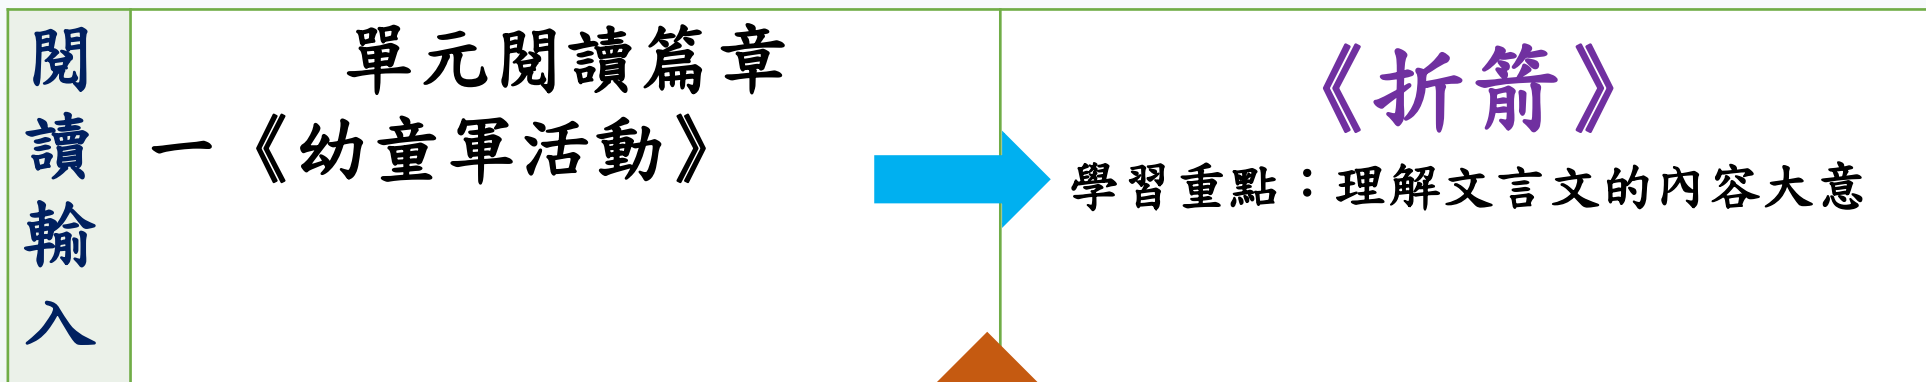 閱讀輸入
單元閱讀篇章
一《幼童軍活動》
《折箭》
學習重點：理解文言文的內容大意